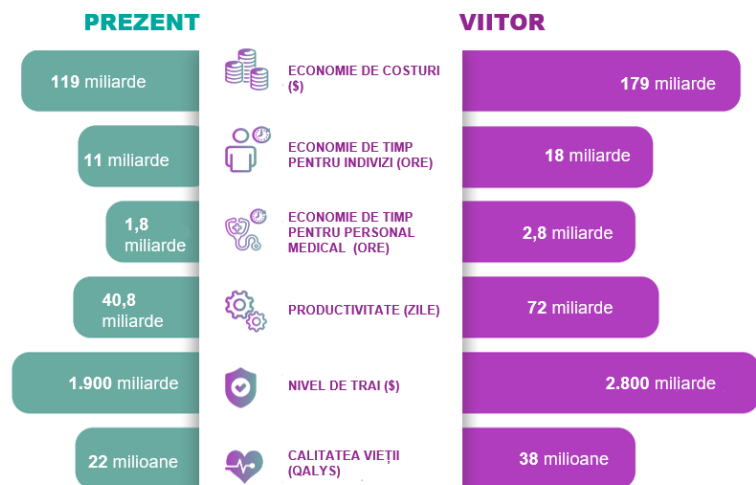 PREZENT
VIITOR
119 miliarde
ECONOMIE DE COSTURI
($)
179 miliarde
11 miliarde
ECONOMIE DE TIMP
PENTRU INDIVIZI (ORE)
18 miliarde
1,8
miliarde
ECONOMIE DE TIMP
PENTRU PERSONAL
MEDICAL (ORE)
2,8 miliarde
40,8
miliarde
PRODUCTIVITATE (ZILE)
72 miliarde
1.900 miliarde
NIVEL DE TRAI ($)
2.800 miliarde
22 milioane
CALITATEA VIEȚII
(QALYS)
38 milioane